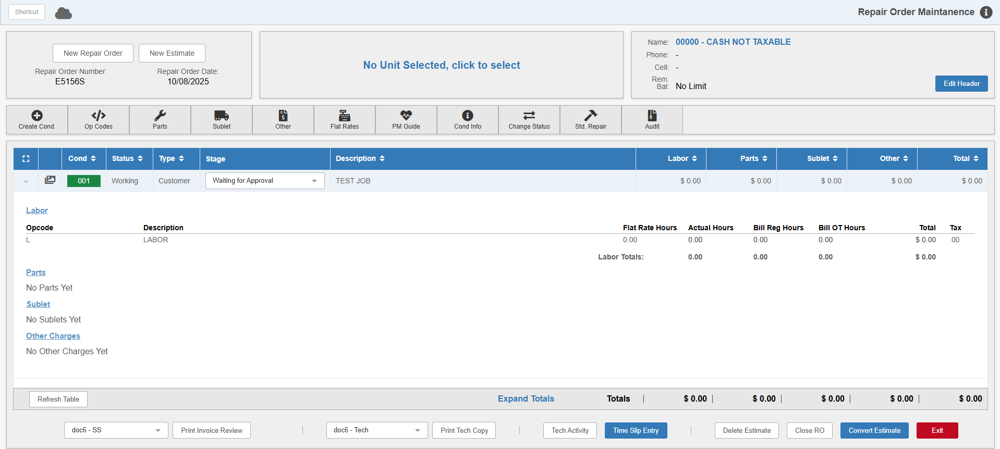 Shortcut
Repair Order Maintanence
New Repair Order
New Estimate
Repair Order Number
E5156S
Repair Order Date:
10/08/2025
No Unit Selected, click to select
Name: 00000 - CASH NOT TAXABLE
Phone: -
Cell: -
Rem. Bal: No Limit
Edit Header
Create Cond.
Op Codes
Parts
Sublet
Other
Flat Rates
PM Guide
Cond Info
Change Status
Std. Repair
Audit
Cond Status Type Stage Description Labor Parts Sublet Other Total
001 Working Customer Waiting for Approval TEST JOB $ 0.00 $ 0.00 $ 0.00 $ 0.00 $ 0.00
Labor
Opcode Description Flat Rate Hours Actual Hours Bill Reg Hours Bill OT Hours Total Tax
L LABOR 0.00 0.00 0.00 0.00 $ 0.00 00
Labor Totals: 0.00 0.00 0.00 $ 0.00
Parts
No Parts Yet
Sublet
No Sublets Yet
Other Charges
No Other Charges Yet
Refresh Table
Expand Totals
Totals | $ 0.00 | $ 0.00 | $ 0.00 | $ 0.00 | $ 0.00
doc6 - SS
Print Invoice Review
doc6 - Tech
Print Tech Copy
Tech Activity
Time Slip Entry
Delete Estimate
Close RO
Convert Estimate
Exit